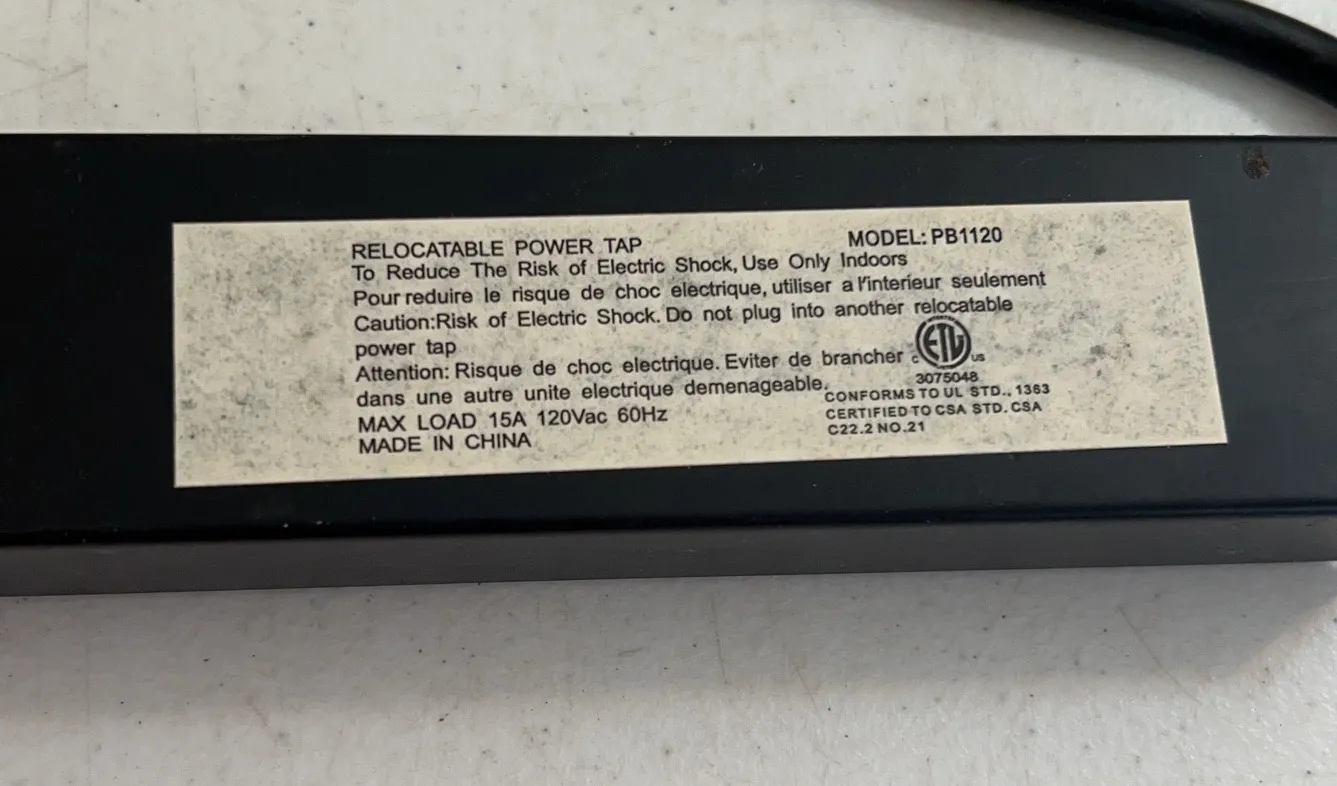 RELOCATABLE POWER TAP MODEL: PB1120
To Reduce The Risk of Electric Shock, Use Only Indoors
Pour reduire le risque de choc electrique, utiliser a l'interieur seulement
Caution:Risk of Electric Shock. Do not plug into another relocatable
power tap
Attention: Risque de choc electrique. Eviter de brancher
dans une autre unite electrique demenageable.
MAX LOAD 15A 120Vac 60Hz
MADE IN CHINA
c ETL us
3075048
CONFORMS TO UL STD., 1363
CERTIFIED TO CSA STD. CSA
C22.2 NO.21